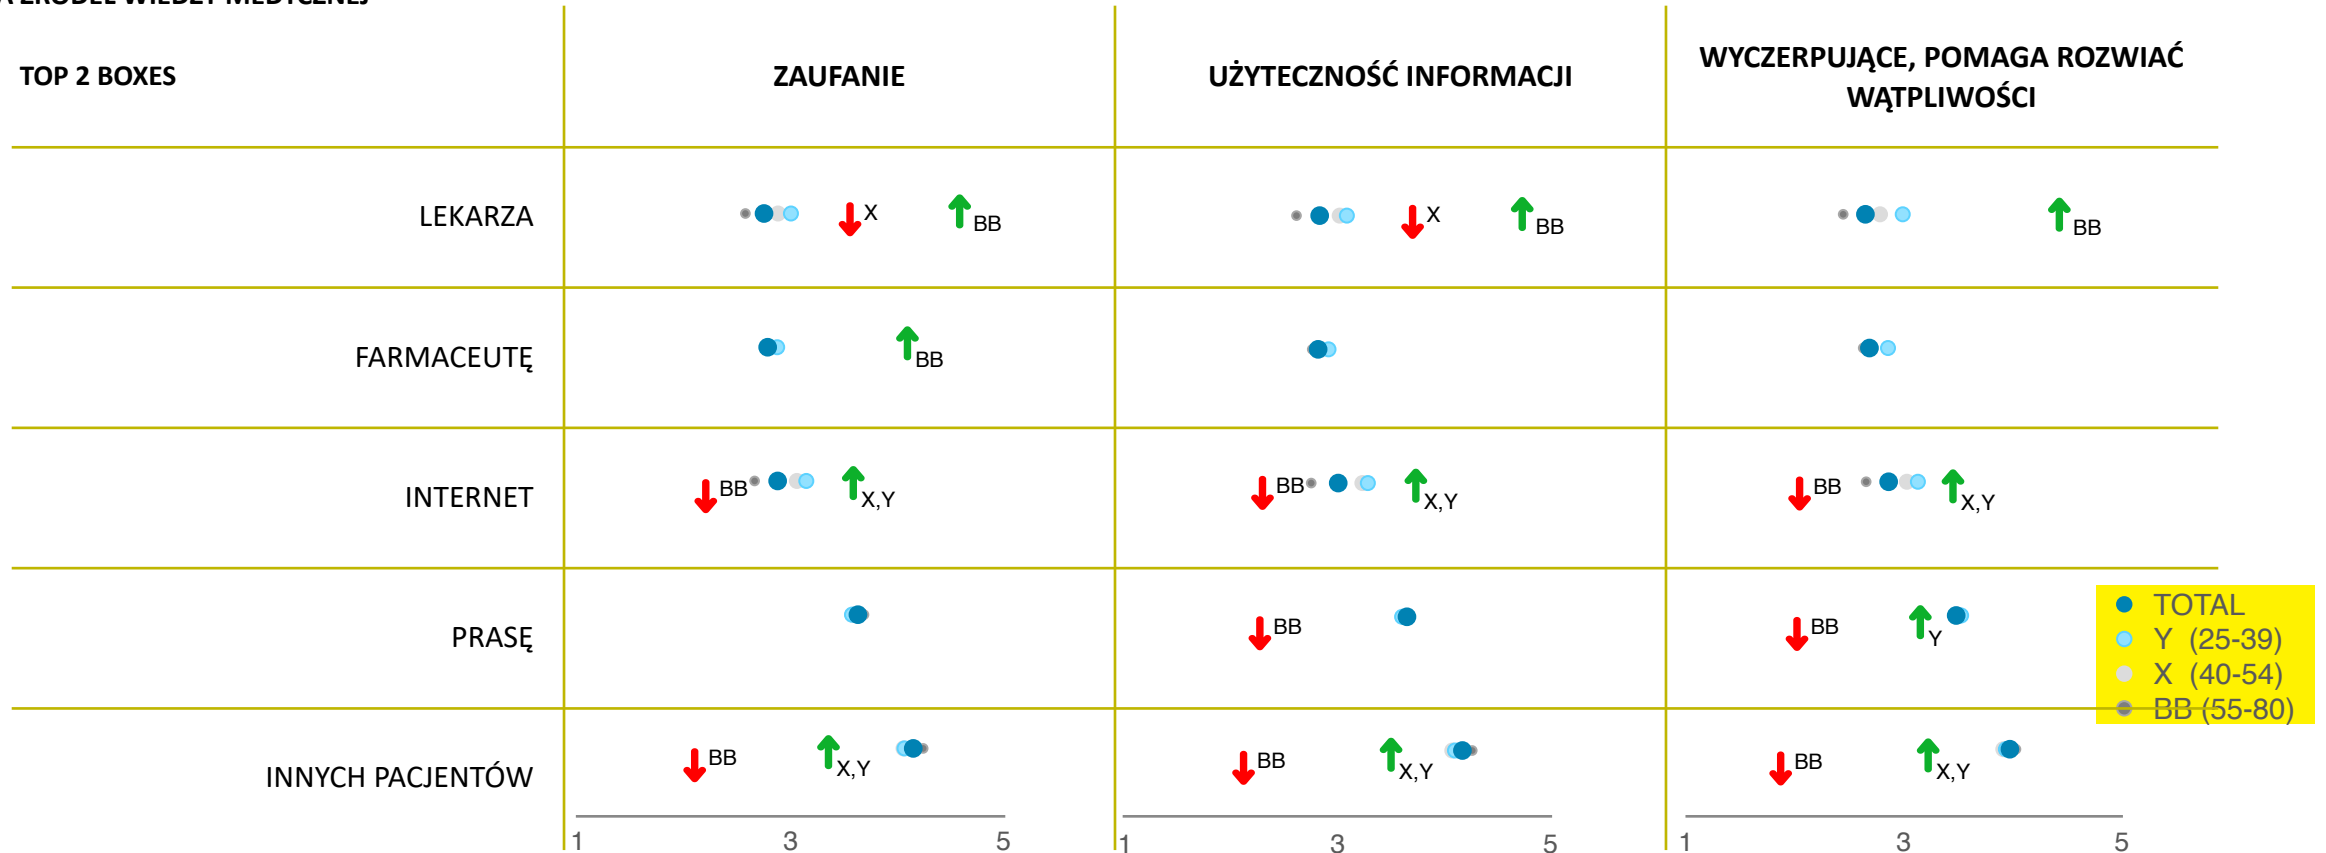 TOP 2 BOXES
ZAUFANIE
UŻYTECZNOŚĆ INFORMACJI
WYCZERPUJĄCE, POMAGA ROZWIAĆ
WĄTPLIWOŚCI
LEKARZA
X
BB
X
BB
BB
FARMACEUTĘ
BB
INTERNET
BB
X,Y
BB
X,Y
BB
X,Y
PRASĘ
BB
BB
Y
TOTAL
Y (25-39)
X (40-54)
BB (55-80)
INNYCH PACJENTÓW
BB
X,Y
BB
X,Y
BB
X,Y
1 3 5
1 3 5
1 3 5